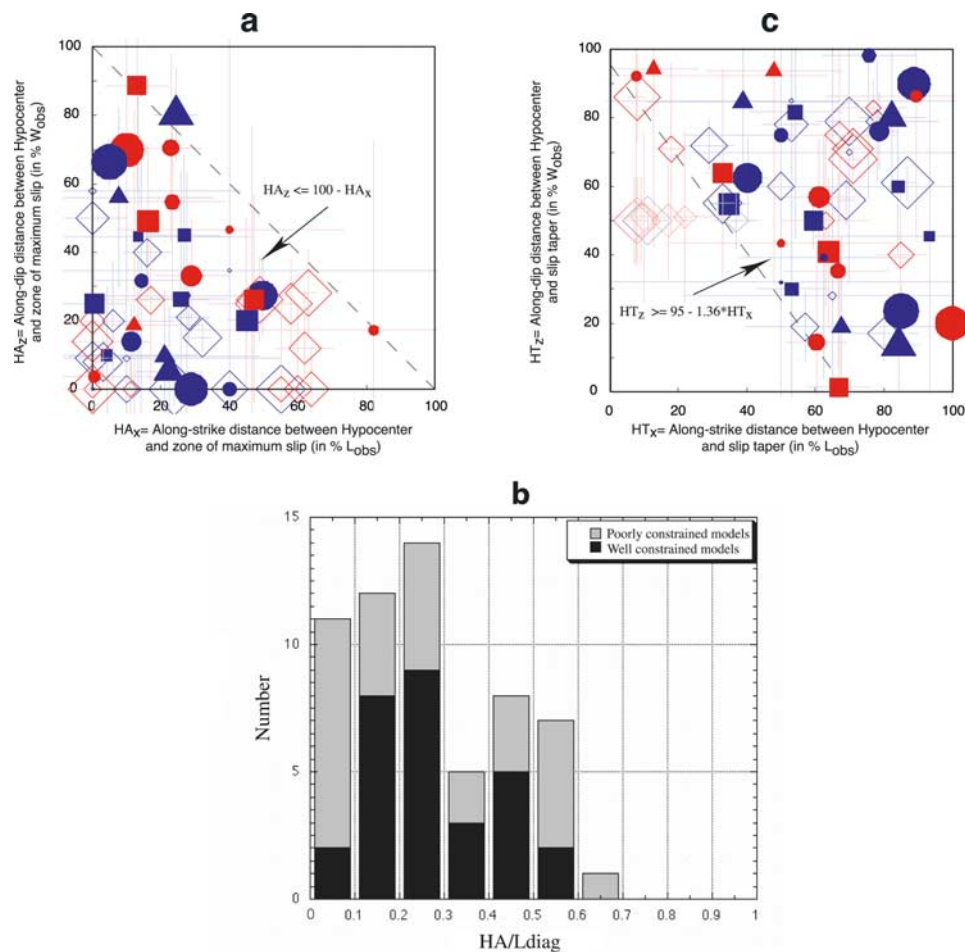 a
100
80
60
40
20
0
HAz= Along-dip distance between Hypocenter
and zone of maximum slip (in % Wobs)
HAz <= 100 - HAx
0 20 40 60 80 100
HAx= Along-strike distance between Hypocenter
and zone of maximum slip (in % Lobs)
c
100
80
60
40
20
0
HTz= Along-dip distance between Hypocenter
and slip taper (in % Wobs)
HTz >= 95 - 1.36*HTx
0 20 40 60 80 100
HTx= Along-strike distance between Hypocenter
and slip taper (in % Lobs)
b
15
10
5
0
Number
Poorly constrained models
Well constrained models
0 0.1 0.2 0.3 0.4 0.5 0.6 0.7 0.8 0.9 1
HA/Ldiag